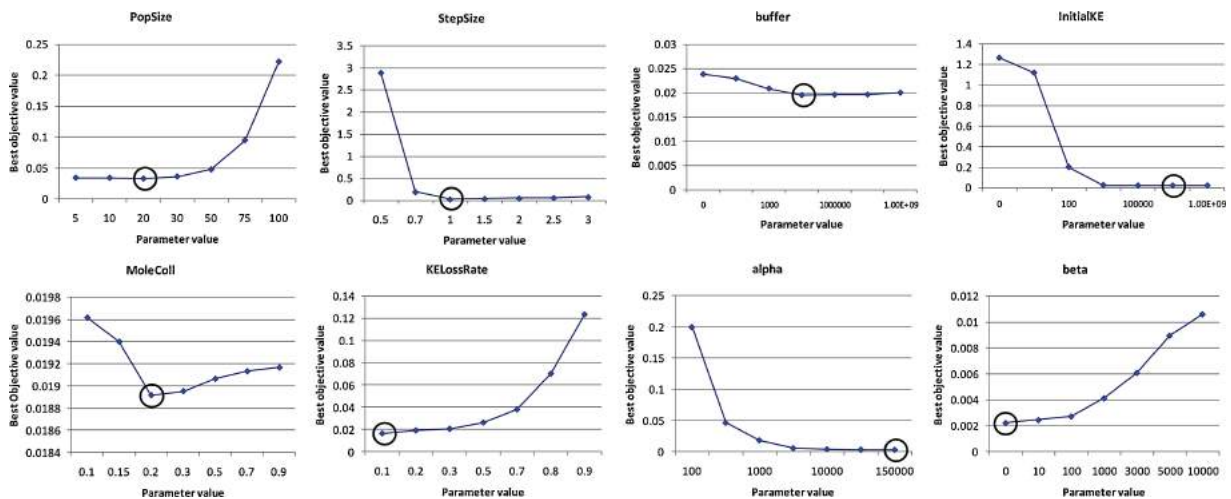 PopSize
Best objective value
0.25
0.2
0.15
0.1
0.05
0
5 10 20 30 50 75 100
Parameter value
StepSize
Best objective value
3.5
3
2.5
2
1.5
1
0.5
0
0.5 0.7 1 1.5 2 2.5 3
Parameter value
buffer
Best objective value
0.03
0.025
0.02
0.015
0.01
0.005
0
0 1000 1000000 1.00E+09
Parameter value
InitialKE
Best objective value
1.4
1.2
1
0.8
0.6
0.4
0.2
0
0 100 100000 1.00E+09
Parameter value
MoleColl
Best Objective value
0.0198
0.0196
0.0194
0.0192
0.019
0.0188
0.0186
0.0184
0.1 0.15 0.2 0.3 0.5 0.7 0.9
Parameter value
KELossRate
Best objective value
0.14
0.12
0.1
0.08
0.06
0.04
0.02
0
0.1 0.2 0.3 0.5 0.7 0.8 0.9
Parameter value
alpha
Best objective value
0.25
0.2
0.15
0.1
0.05
0
100 1000 10000 150000
Parameter value
beta
Best objective value
0.012
0.01
0.008
0.006
0.004
0.002
0
0 10 100 1000 3000 5000 10000
Parameter value